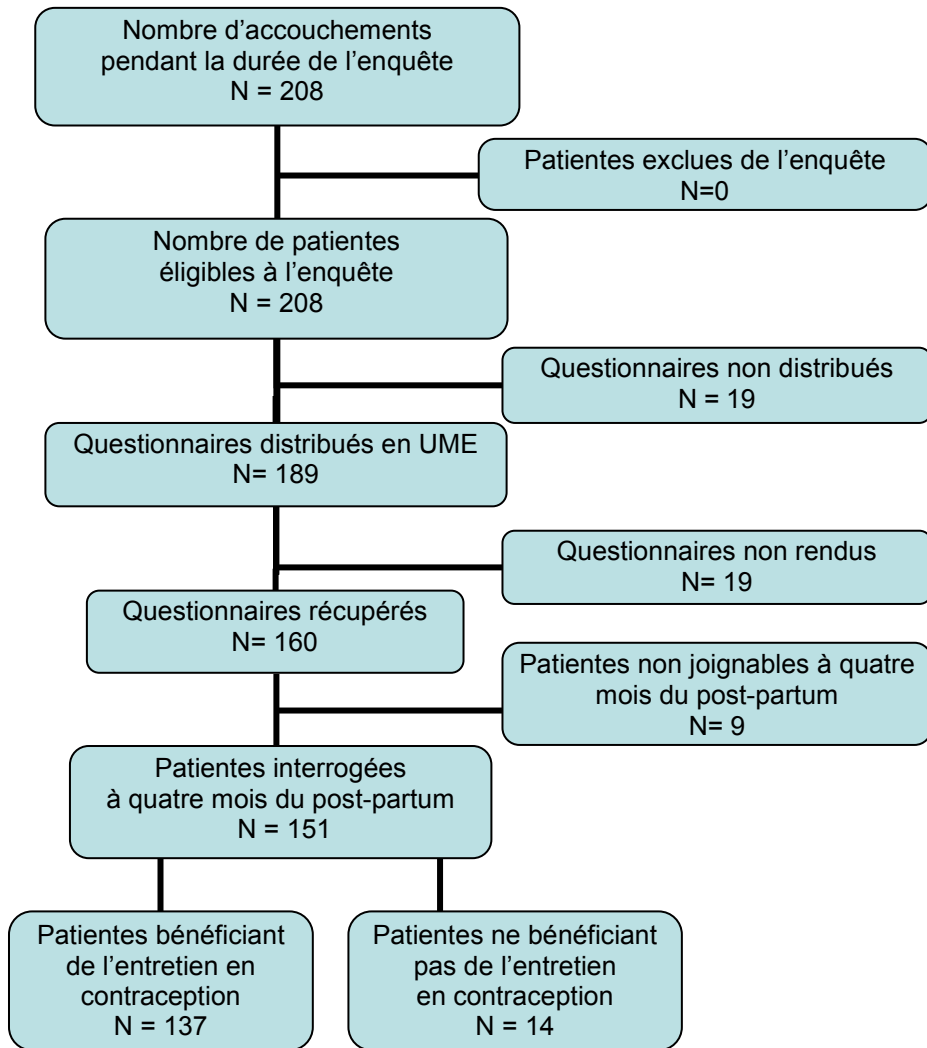 Nombre d'accouchements
pendant la durée de l'enquête
N = 208
Patientes exclues de l'enquête
N=0
Nombre de patientes
éligibles à l'enquête
N = 208
Questionnaires non distribués
N = 19
Questionnaires distribués en UME
N= 189
Questionnaires non rendus
N= 19
Questionnaires récupérés
N= 160
Patientes non joignables à quatre
mois du post-partum
N= 9
Patientes interrogées
à quatre mois du post-partum
N = 151
Patientes bénéficiant
de l'entretien en
contraception
N = 137
Patientes ne bénéficiant
pas de l'entretien
en contraception
N = 14